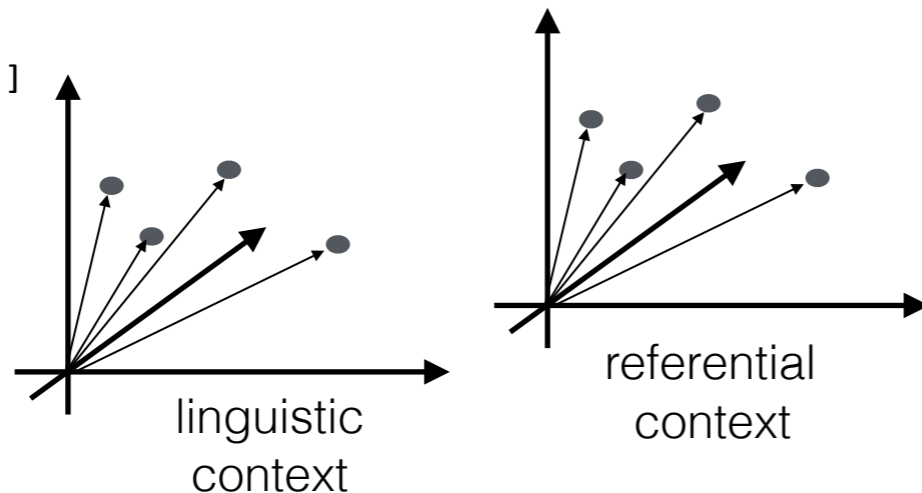 ]
linguistic
context
referential
context